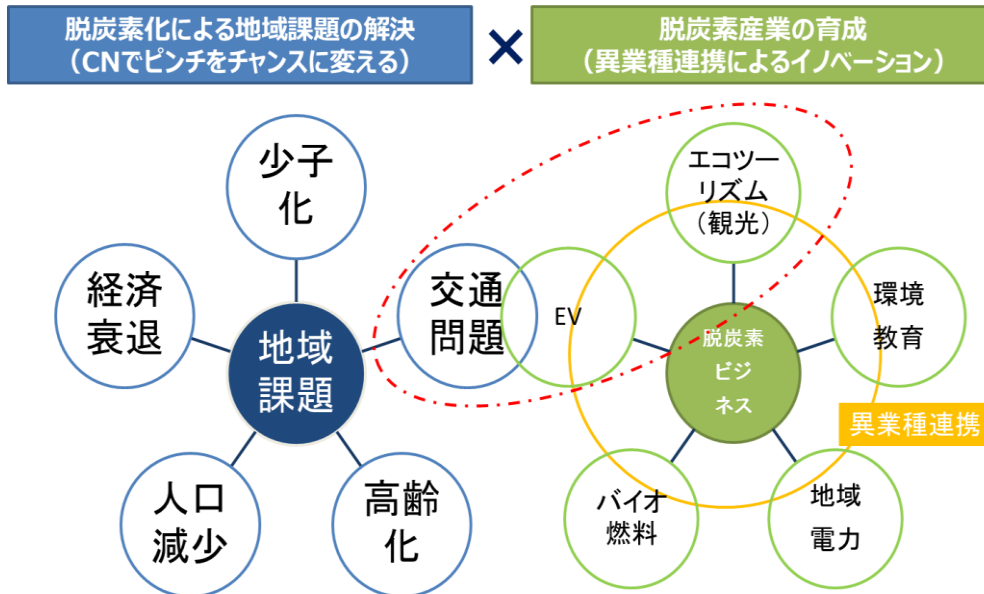 脱炭素化による地域課題の解決
（CNでピンチをチャンスに変える）
×
脱炭素産業の育成
（異業種連携によるイノベーション）
少子
化
経済
衰退
交通
問題
地域
課題
人口
減少
高齢
化
エコツー
リズム
（観光）
EV
環境
教育
脱炭素
ビジ
ネス
異業種連携
バイオ
燃料
地域
電力